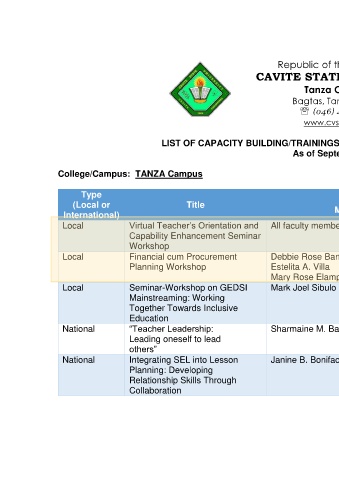 Republic of th
CAVITE STATE
Tanza C
Bagtas, Tan
☏ (046)
www.cvs
LIST OF CAPACITY BUILDING/TRAININGS
As of Septe
College/Campus: TANZA Campus
Type
(Local or
International)
Title
Local
Virtual Teacher's Orientation and
Capability Enhancement Seminar
Workshop
All faculty membe
Local
Financial cum Procurement
Planning Workshop
Debbie Rose Ban
Estelita A. Villa
Mary Rose Elamp
Local
Seminar-Workshop on GEDSI
Mainstreaming: Working
Together Towards Inclusive
Education
Mark Joel Sibulo
National
"Teacher Leadership:
Leading oneself to lead
others"
Sharmaine M. Ba
National
Integrating SEL into Lesson
Planning: Developing
Relationship Skills Through
Collaboration
Janine B. Bonifac